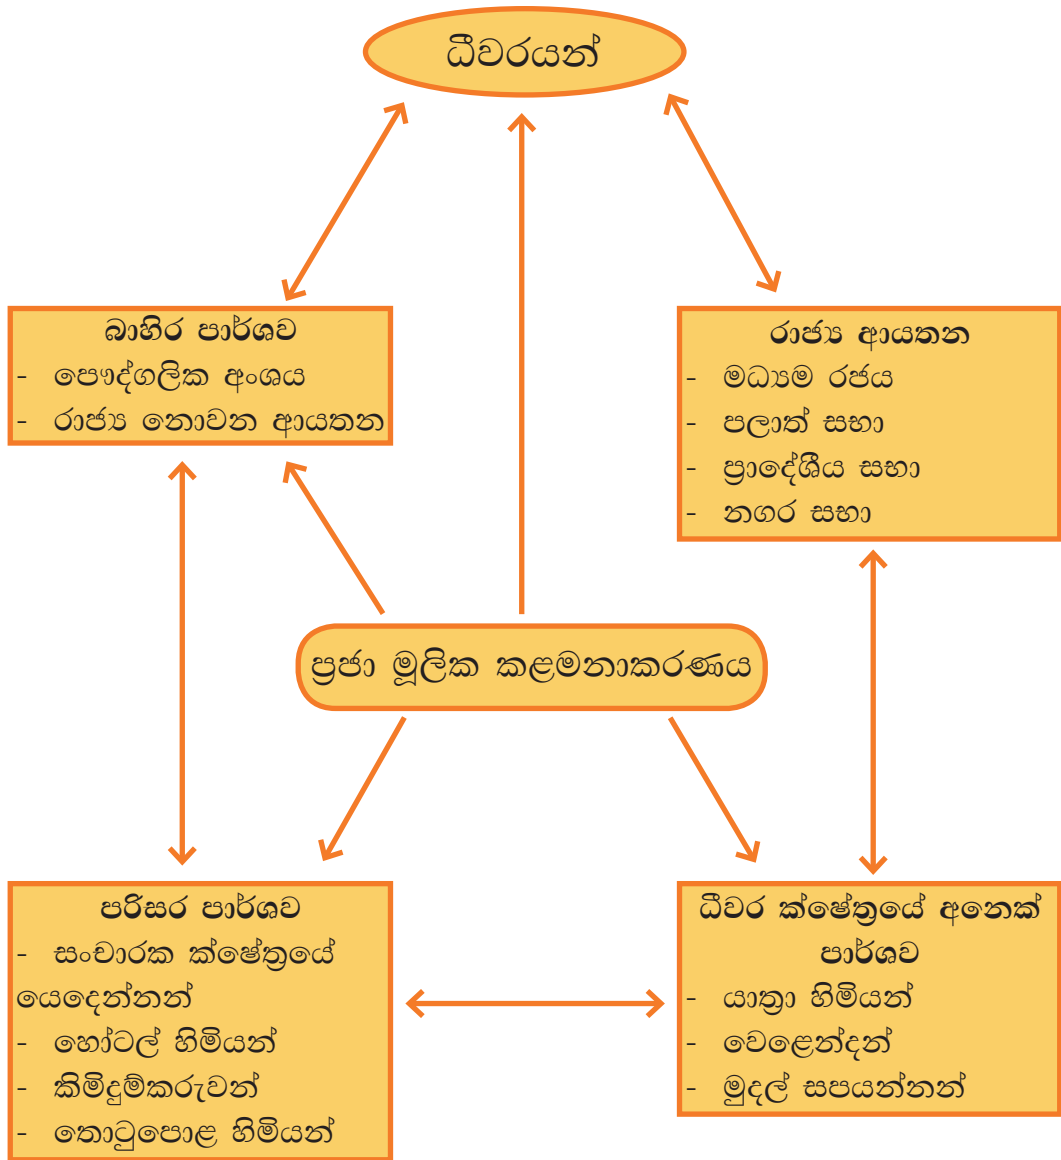 ධීවරයන්
බාහිර පාර්ශව
- පෞද්ගලික අංශය
- රාජ්‍ය නොවන ආයතන
රාජ්‍ය ආයතන
- මධ්‍යම රජය
- පලාත් සභා
- ප්‍රාදේශීය සභා
- නගර සභා
ප්‍රජා මූලික කළමනාකරණය
පරිසර පාර්ශව
- සංචාරක ක්ෂේත්‍රයේ
යෙදෙන්නන්
- හෝටල් හිමියන්
- කිමිදුම්කරුවන්
- තොටුපොළ හිමියන්
ධීවර ක්ෂේත්‍රයේ අනෙක්
පාර්ශව
- යාත්‍රා හිමියන්
- වෙළෙන්දන්
- මුදල් සපයන්නන්